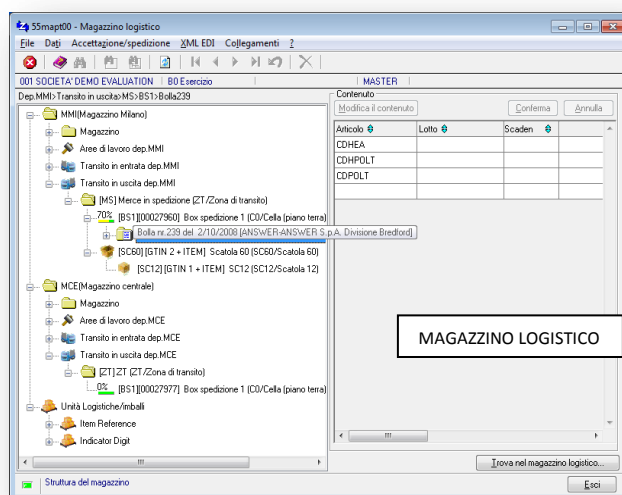 55mapt00 - Magazzino logistico
File Dati Accettazione/spedizione XML EDI Collegamenti ?
001 SOCIETA' DEMO EVALUATION B0 Esercizio MASTER
Dep.MMI>Transito in uscita>MS>BS1>Bolla239
Contenuto
Modifica il contenuto Conferma Annulla
Articolo Lotto Scaden
CDHEA
CDHPOLT
CDPOLT
MMI(Magazzino Milano)
Magazzino
Aree di lavoro dep.MMI
Transito in entrata dep.MMI
Transito in uscita dep.MMI
[MS] Merce in spedizione (ZT/Zona di transito)
70% [BS1][00027960) Box spedizione 1 (C0/Cella (piano terra)
Bolla nr.239 del 2/10/2008 [ANSWER-ANSWER S.p.A. Divisione Bredford]
[SC60] [GTIN 2 + ITEM] Scatola 60 (SC60/Scatola 60)
[SC12] [GTIN 1 + ITEM] SC12 (SC12/Scatola 12)
MCE(Magazzino centrale)
Magazzino
Aree di lavoro dep.MCE
Transito in entrata dep.MCE
Transito in uscita dep.MCE
[ZT] ZT (ZT/Zona di transito)
0% [BS1][00027977) Box spedizione 1 (C0/Cella (piano terra)
Unità Logistiche/imballi
Item Reference
Indicator Digit
MAGAZZINO LOGISTICO
Trova nel magazzino logistico...
Struttura del magazzino
Esci